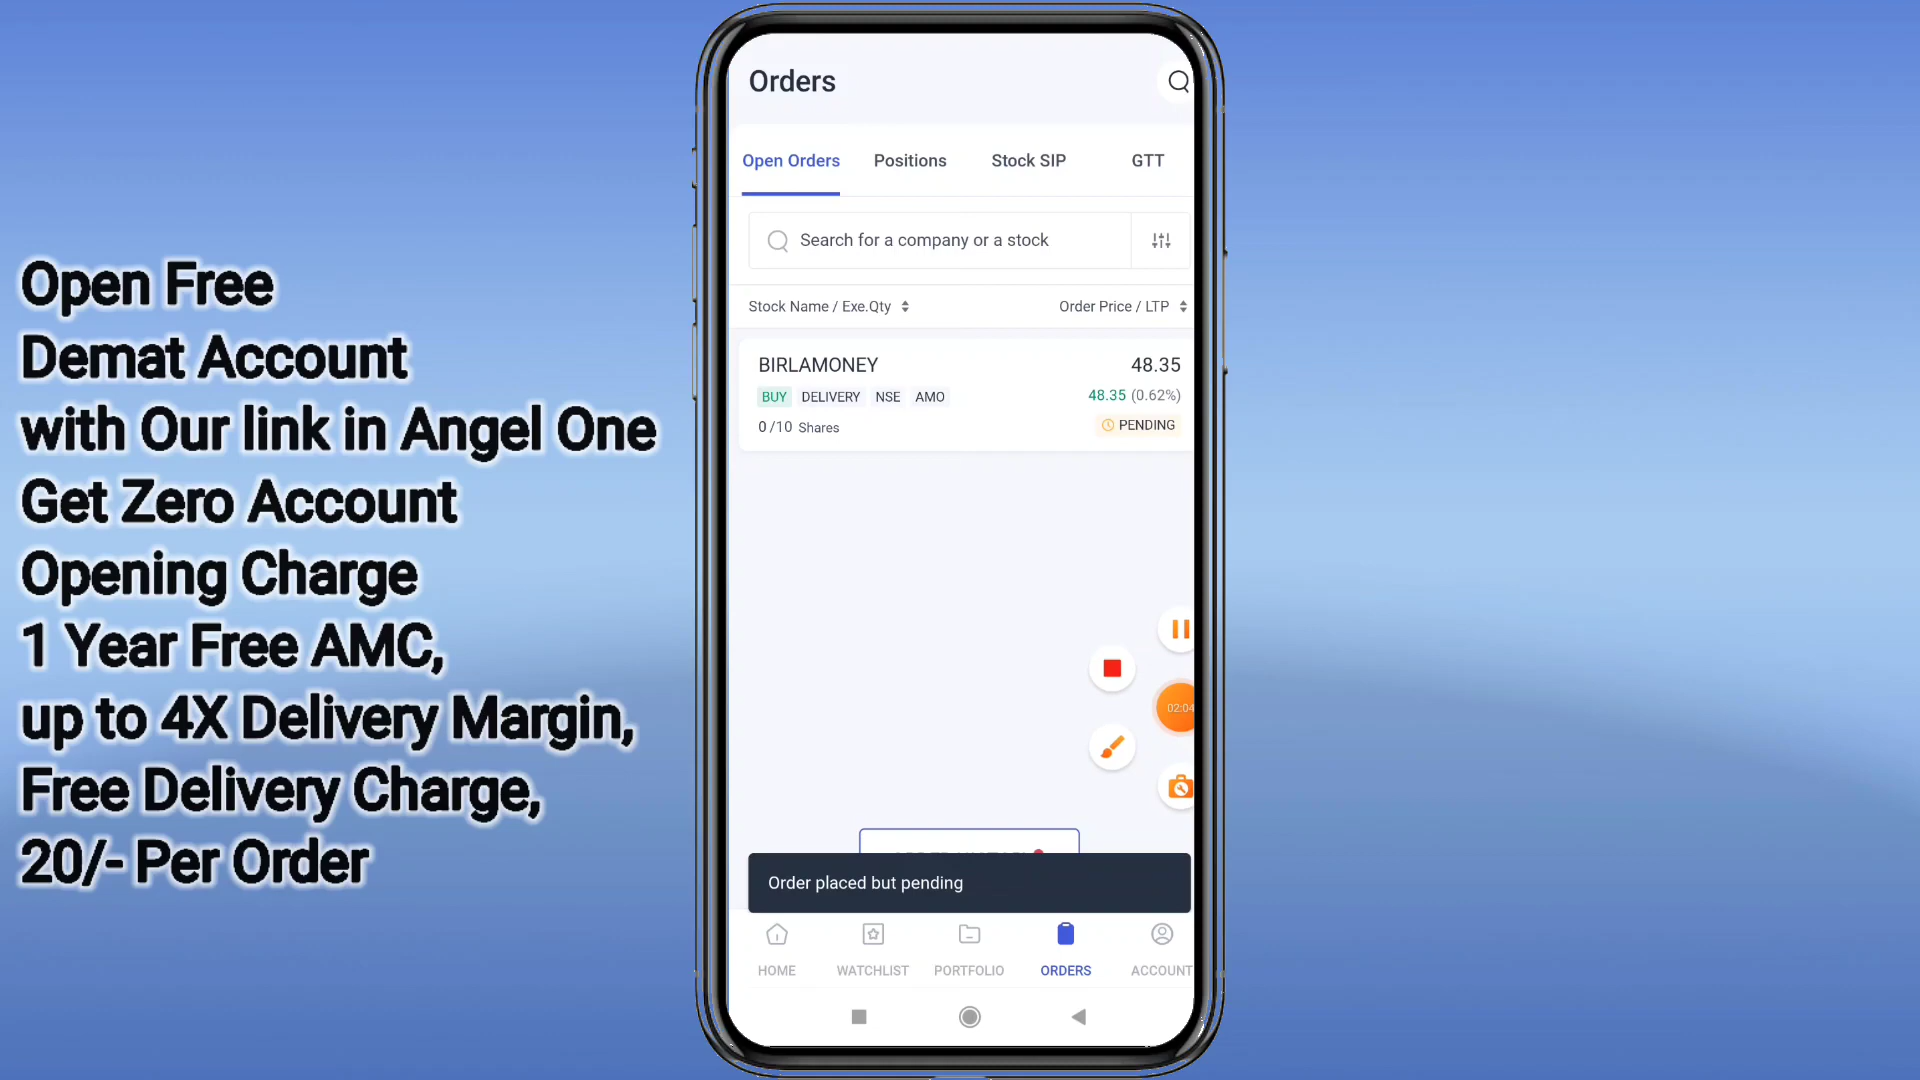 Open Free
Demat Account
with Our link in Angel One
Get Zero Account
Opening Charge
1 Year Free AMC,
up to 4X Delivery Margin,
Free Delivery Charge,
20/- Per Order
Orders
Open Orders Positions Stock SIP GTT
Search for a company or a stock
Stock Name / Exe.Qty Order Price / LTP
BIRLAMONEY 48.35
BUY DELIVERY NSE AMO 48.35 (0.62%)
0 /10 Shares PENDING
02:04
Order placed but pending
HOME WATCHLIST PORTFOLIO ORDERS ACCOUNT